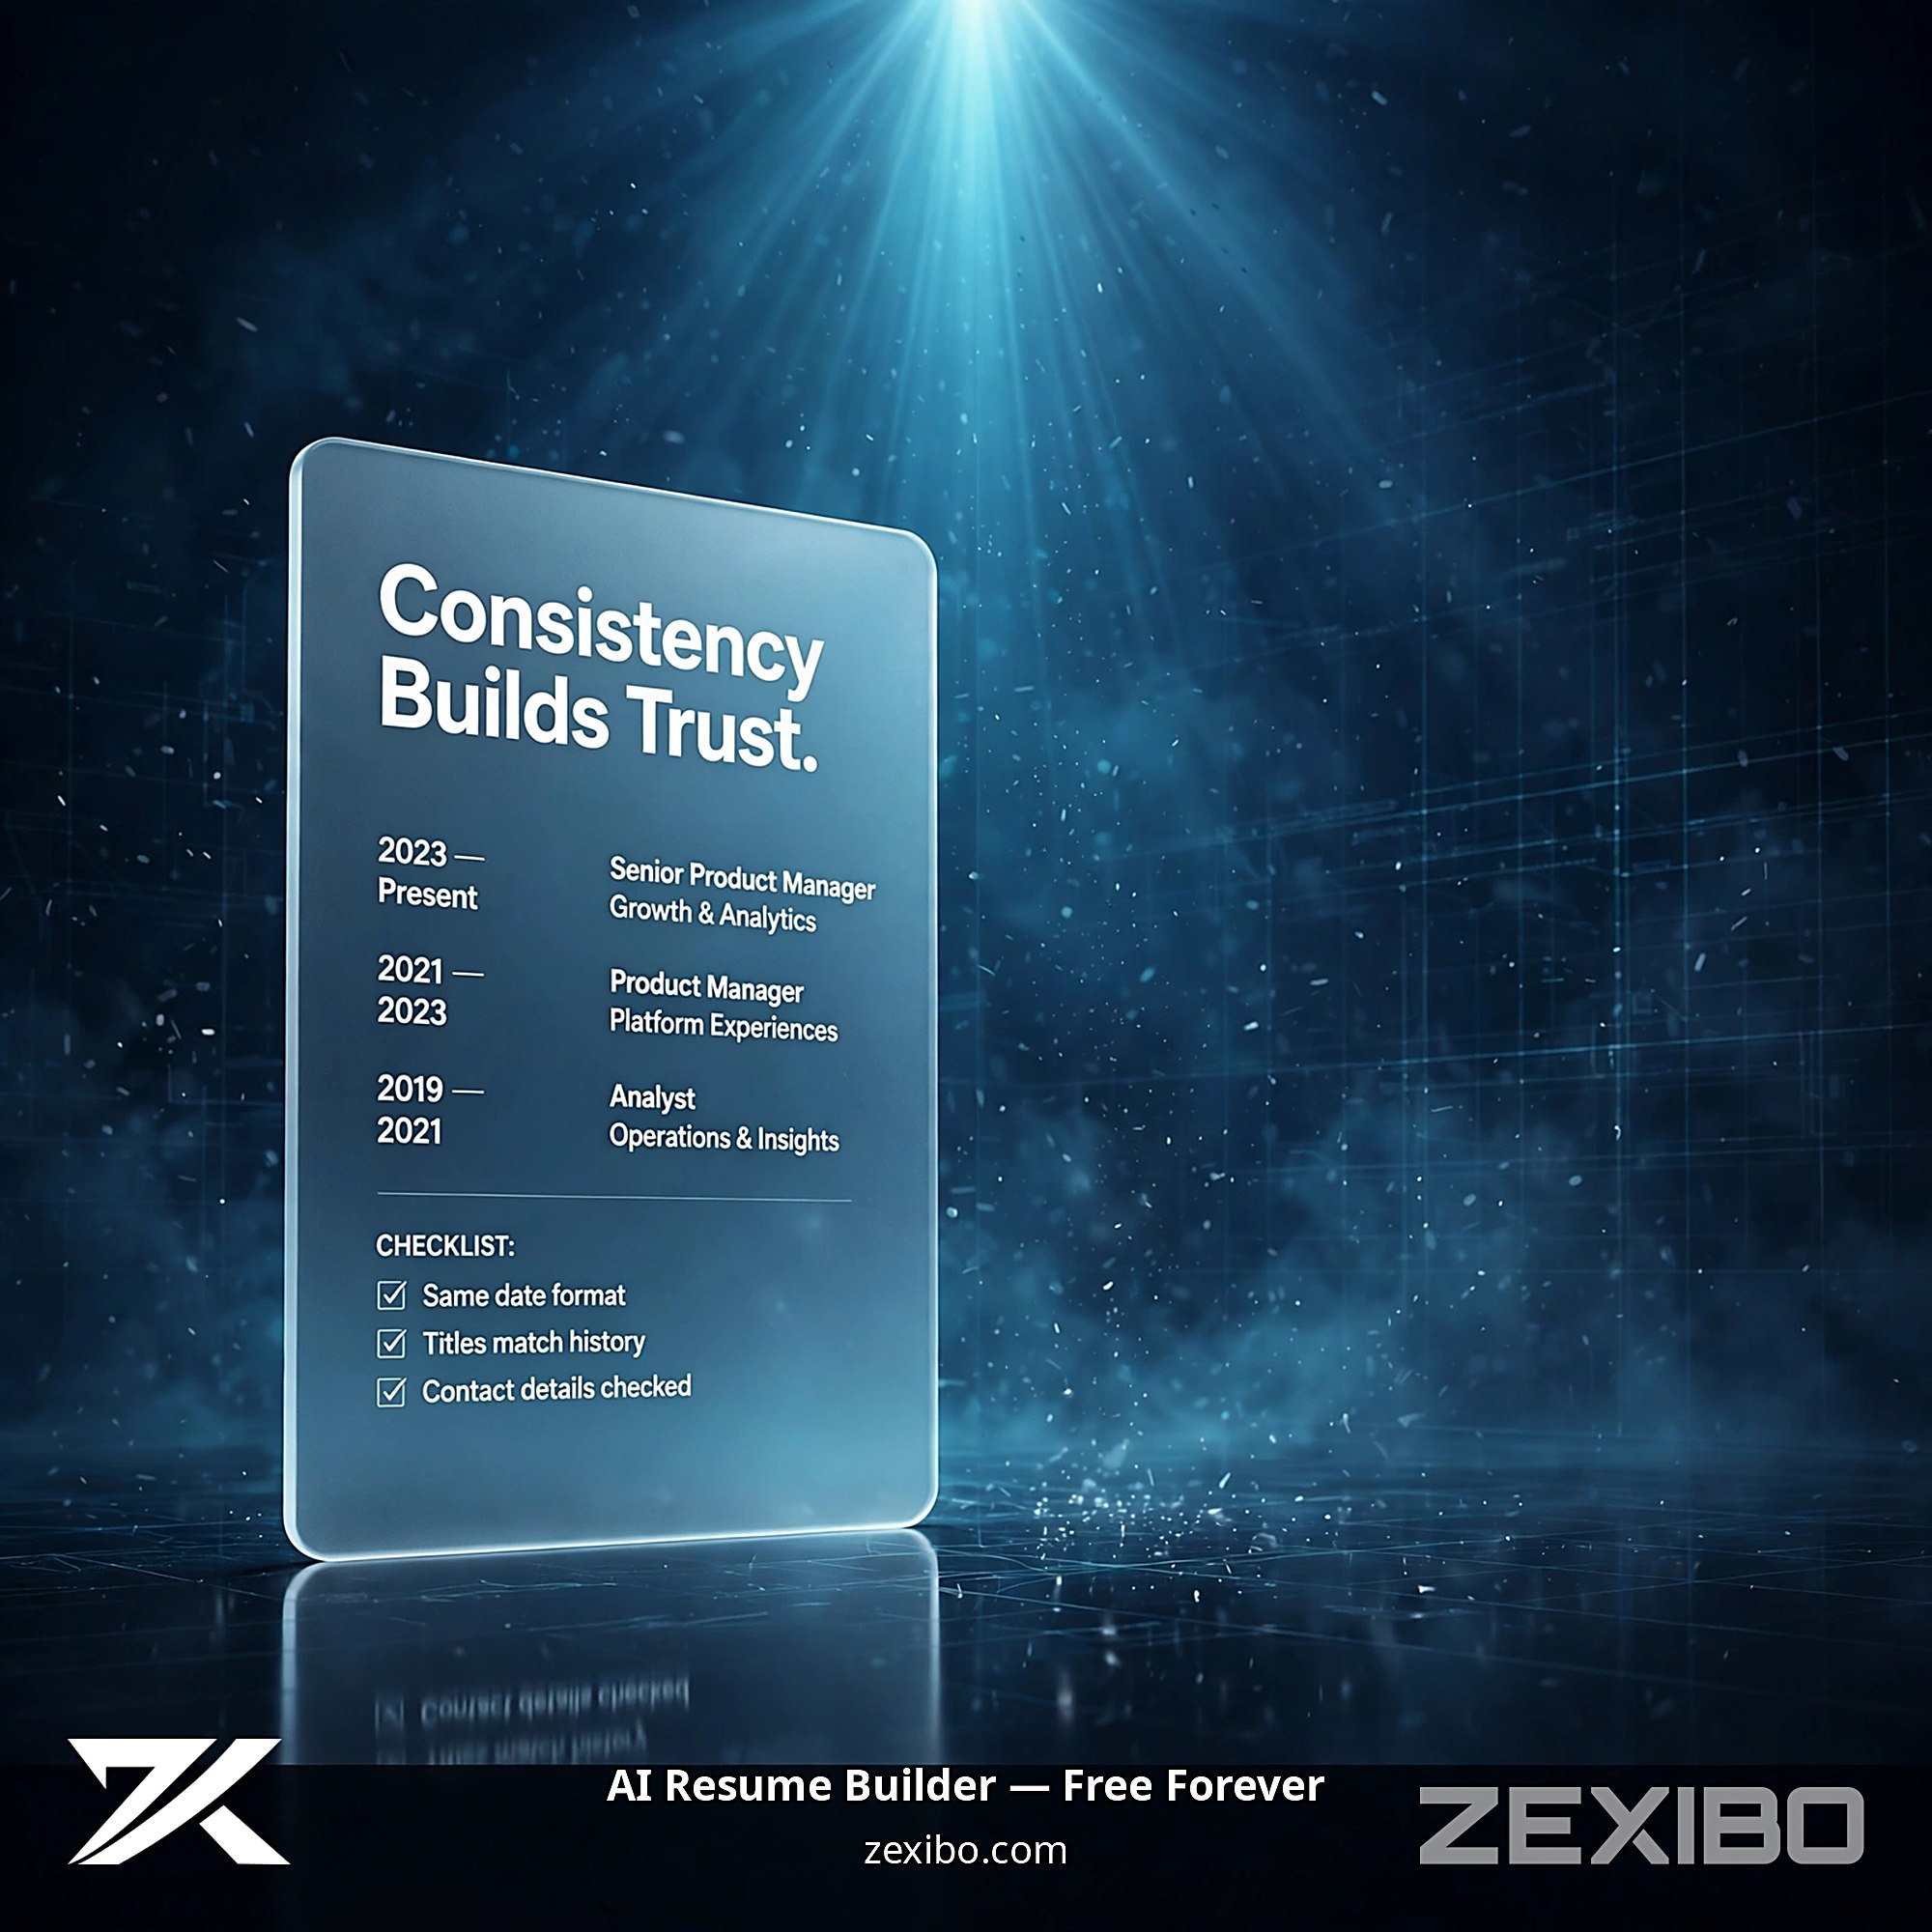 Consistency
Builds Trust.
2023 —
Present
Senior Product Manager
Growth & Analytics
2021 —
2023
Product Manager
Platform Experiences
2019 —
2021
Analyst
Operations & Insights
CHECKLIST:
Same date format
Titles match history
Contact details checked
AI Resume Builder — Free Forever
zexibo.com
ZEXIBO